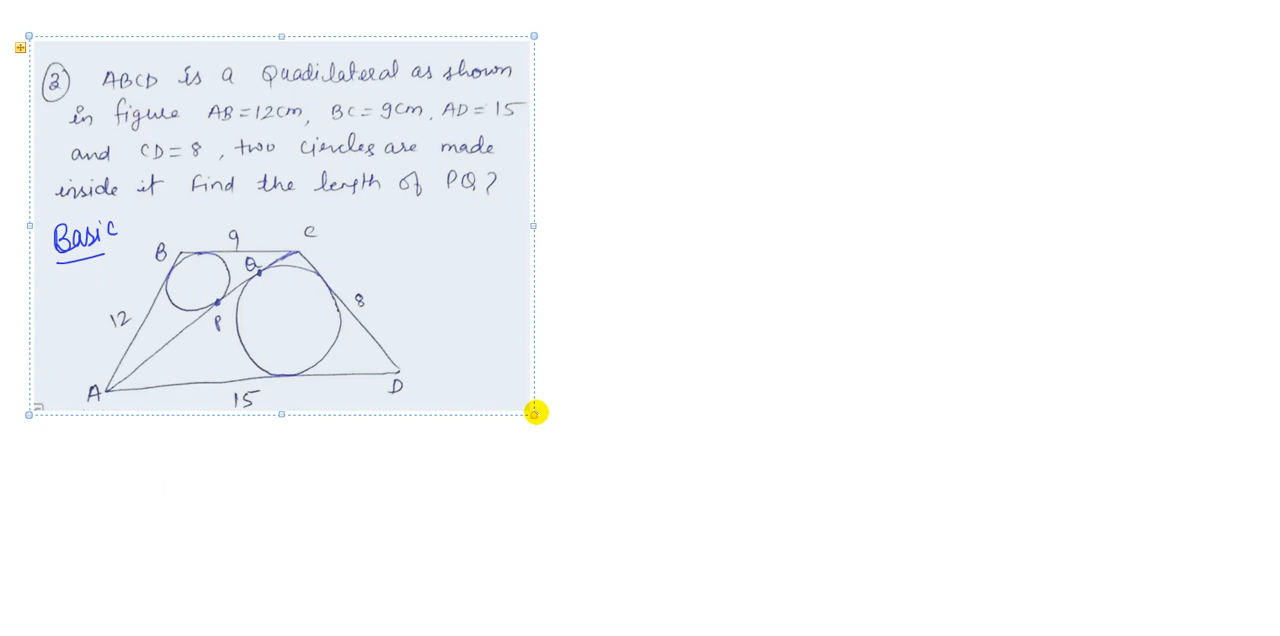 2 ABCD is a Quadilateral as shown
in figure AB = 12cm, BC = 9cm, AD = 15
and CD = 8, two circles are made
inside it find the length of PQ?
Basic
9
C
B
Q
8
12
P
A
D
15